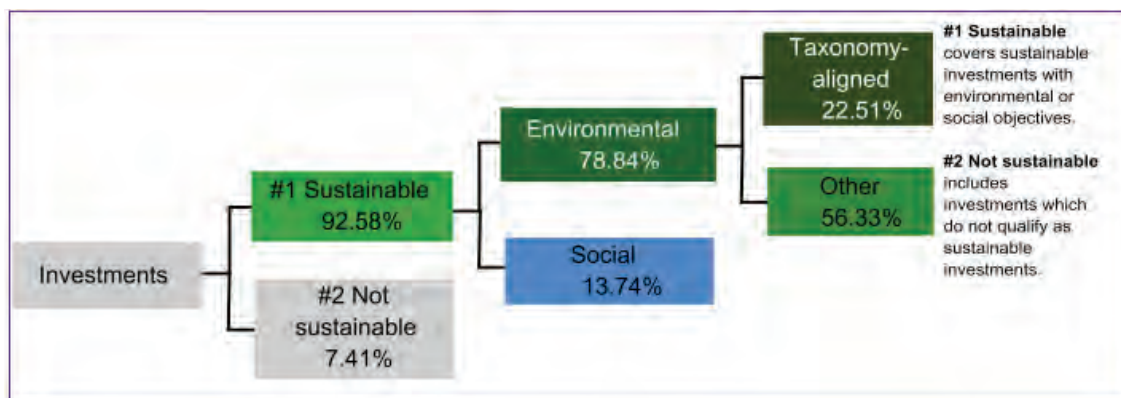 Investments
#1 Sustainable
92.58%
#2 Not
sustainable
7.41%
Environmental
78.84%
Social
13.74%
Taxonomy-
aligned
22.51%
Other
56.33%
#1 Sustainable
covers sustainable
investments with
environmental or
social objectives.
#2 Not sustainable
includes
investments which
do not qualify as
sustainable
investments.